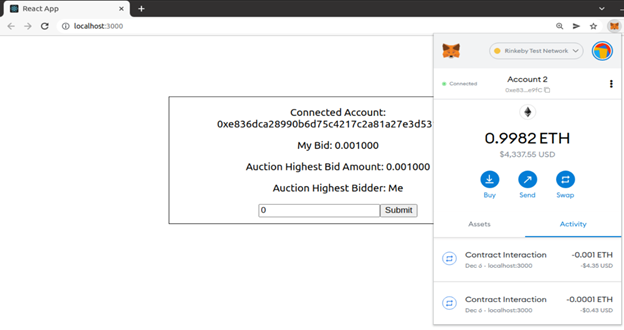 React App
localhost:3000
Connected Account:
0xe836dca28990b6d75c4217c2a81a27e3d53
My Bid: 0.001000
Auction Highest Bid Amount: 0.001000
Auction Highest Bidder: Me
0
Submit
Rinkeby Test Network
Connected
Account 2
0xe83...e9fC
0.9982 ETH
$4,337.55 USD
Buy
Send
Swap
Assets
Activity
Contract Interaction
-0.001 ETH
Dec 6 - localhost:3000
-$4.35 USD
Contract Interaction
-0.0001 ETH
Dec 6 - localhost:3000
-$0.43 USD